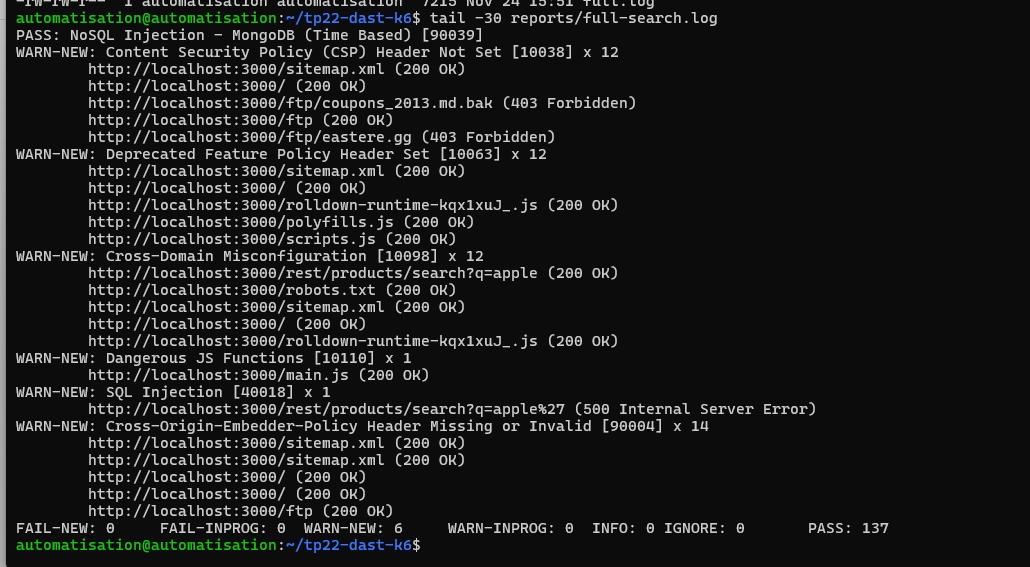 -rw-rw-r-- 1 automatisation automatisation 7215 Nov 24 15:51 full.log
automatisation@automatisation:~/tp22-dast-k6$ tail -30 reports/full-search.log
PASS: NoSQL Injection - MongoDB (Time Based) [90039]
WARN-NEW: Content Security Policy (CSP) Header Not Set [10038] x 12
http://localhost:3000/sitemap.xml (200 OK)
http://localhost:3000/ (200 OK)
http://localhost:3000/ftp/coupons_2013.md.bak (403 Forbidden)
http://localhost:3000/ftp (200 OK)
http://localhost:3000/ftp/eastere.gg (403 Forbidden)
WARN-NEW: Deprecated Feature Policy Header Set [10063] x 12
http://localhost:3000/sitemap.xml (200 OK)
http://localhost:3000/ (200 OK)
http://localhost:3000/rolldown-runtime-kqx1xuJ_.js (200 OK)
http://localhost:3000/polyfills.js (200 OK)
http://localhost:3000/scripts.js (200 OK)
WARN-NEW: Cross-Domain Misconfiguration [10098] x 12
http://localhost:3000/rest/products/search?q=apple (200 OK)
http://localhost:3000/robots.txt (200 OK)
http://localhost:3000/sitemap.xml (200 OK)
http://localhost:3000/ (200 OK)
http://localhost:3000/rolldown-runtime-kqx1xuJ_.js (200 OK)
WARN-NEW: Dangerous JS Functions [10110] x 1
http://localhost:3000/main.js (200 OK)
WARN-NEW: SQL Injection [40018] x 1
http://localhost:3000/rest/products/search?q=apple%27 (500 Internal Server Error)
WARN-NEW: Cross-Origin-Embedder-Policy Header Missing or Invalid [90004] x 14
http://localhost:3000/sitemap.xml (200 OK)
http://localhost:3000/sitemap.xml (200 OK)
http://localhost:3000/ (200 OK)
http://localhost:3000/ (200 OK)
http://localhost:3000/ftp (200 OK)
FAIL-NEW: 0 FAIL-INPROG: 0 WARN-NEW: 6 WARN-INPROG: 0 INFO: 0 IGNORE: 0 PASS: 137
automatisation@automatisation:~/tp22-dast-k6$